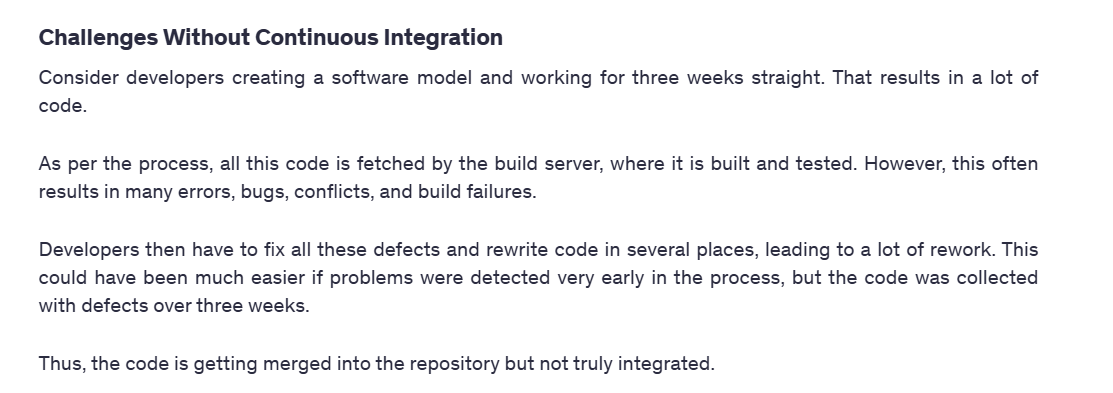 Challenges Without Continuous Integration
Consider developers creating a software model and working for three weeks straight. That results in a lot of
code.
As per the process, all this code is fetched by the build server, where it is built and tested. However, this often
results in many errors, bugs, conflicts, and build failures.
Developers then have to fix all these defects and rewrite code in several places, leading to a lot of rework. This
could have been much easier if problems were detected very early in the process, but the code was collected
with defects over three weeks.
Thus, the code is getting merged into the repository but not truly integrated.